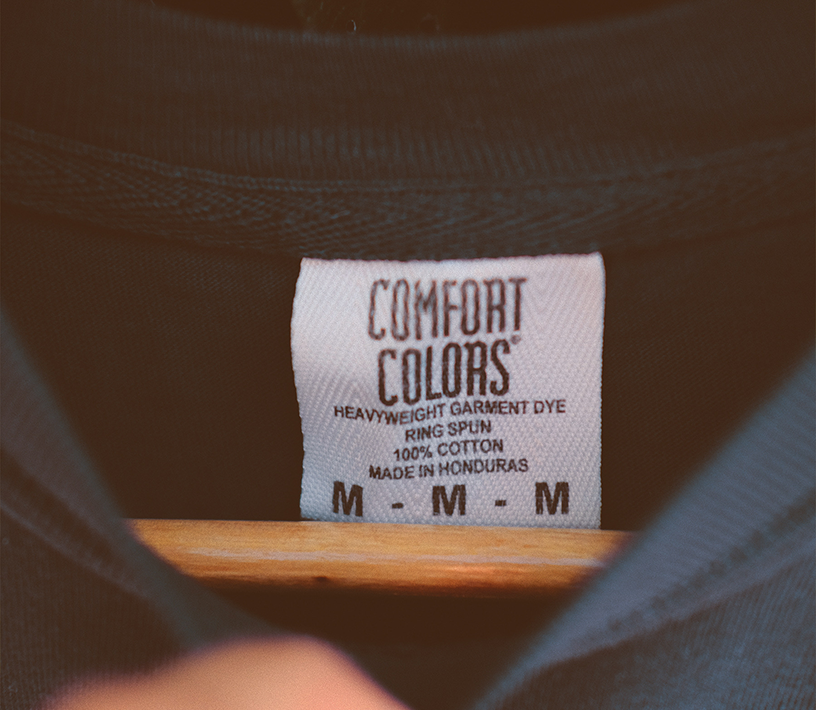 COMFORT
COLORS®
HEAVYWEIGHT GARMENT DYE
RING SPUN
100% COTTON
MADE IN HONDURAS
M - M - M